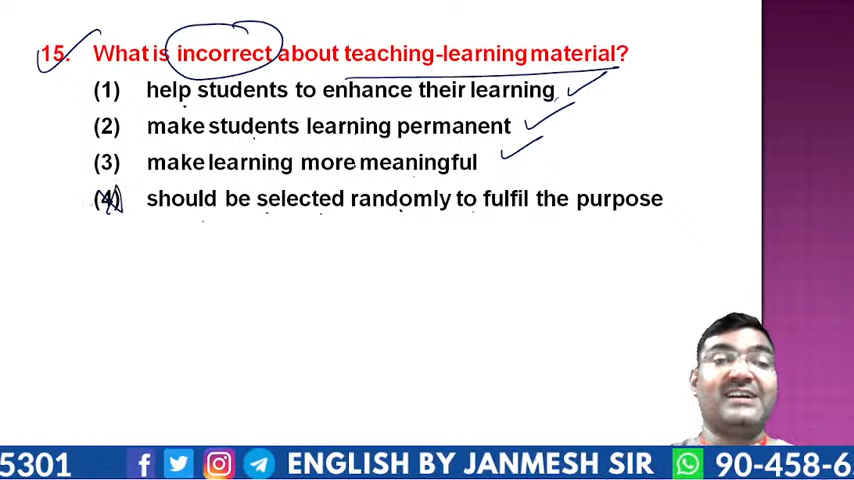 15. What is incorrect about teaching-learning material?
(1) help students to enhance their learning
(2) make students learning permanent
(3) make learning more meaningful
(4) should be selected randomly to fulfil the purpose
5301 ENGLISH BY JANMESH SIR 90-458-6